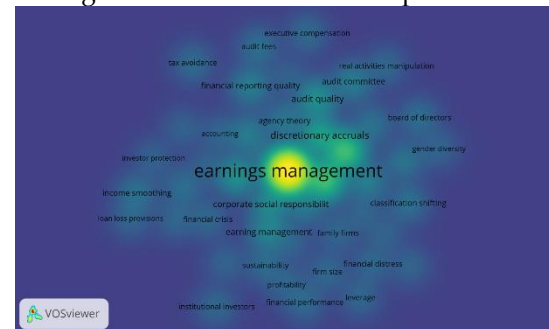 executive compensation
audit fees
tax avoidance
real activities manipulation
financial reporting quality
audit committee
audit quality
agency theory
board of directors
accounting
discretionary accruals
gender diversity
investor protection
earnings management
income smoothing
corporate social responsibilit
classification shifting
loan loss provisions
financial crisis
earning management
family firms
sustainability
financial distress
firm size
profitability
institutional investors
financial performance
leverage
VOSviewer